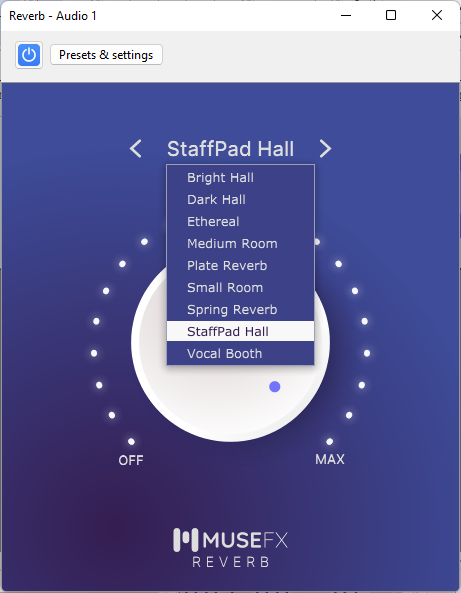 Reverb - Audio 1
Presets & settings
StaffPad Hall
Bright Hall
Dark Hall
Ethereal
Medium Room
Plate Reverb
Small Room
Spring Reverb
StaffPad Hall
Vocal Booth
OFF
MAX
MUSEFX
REVERB